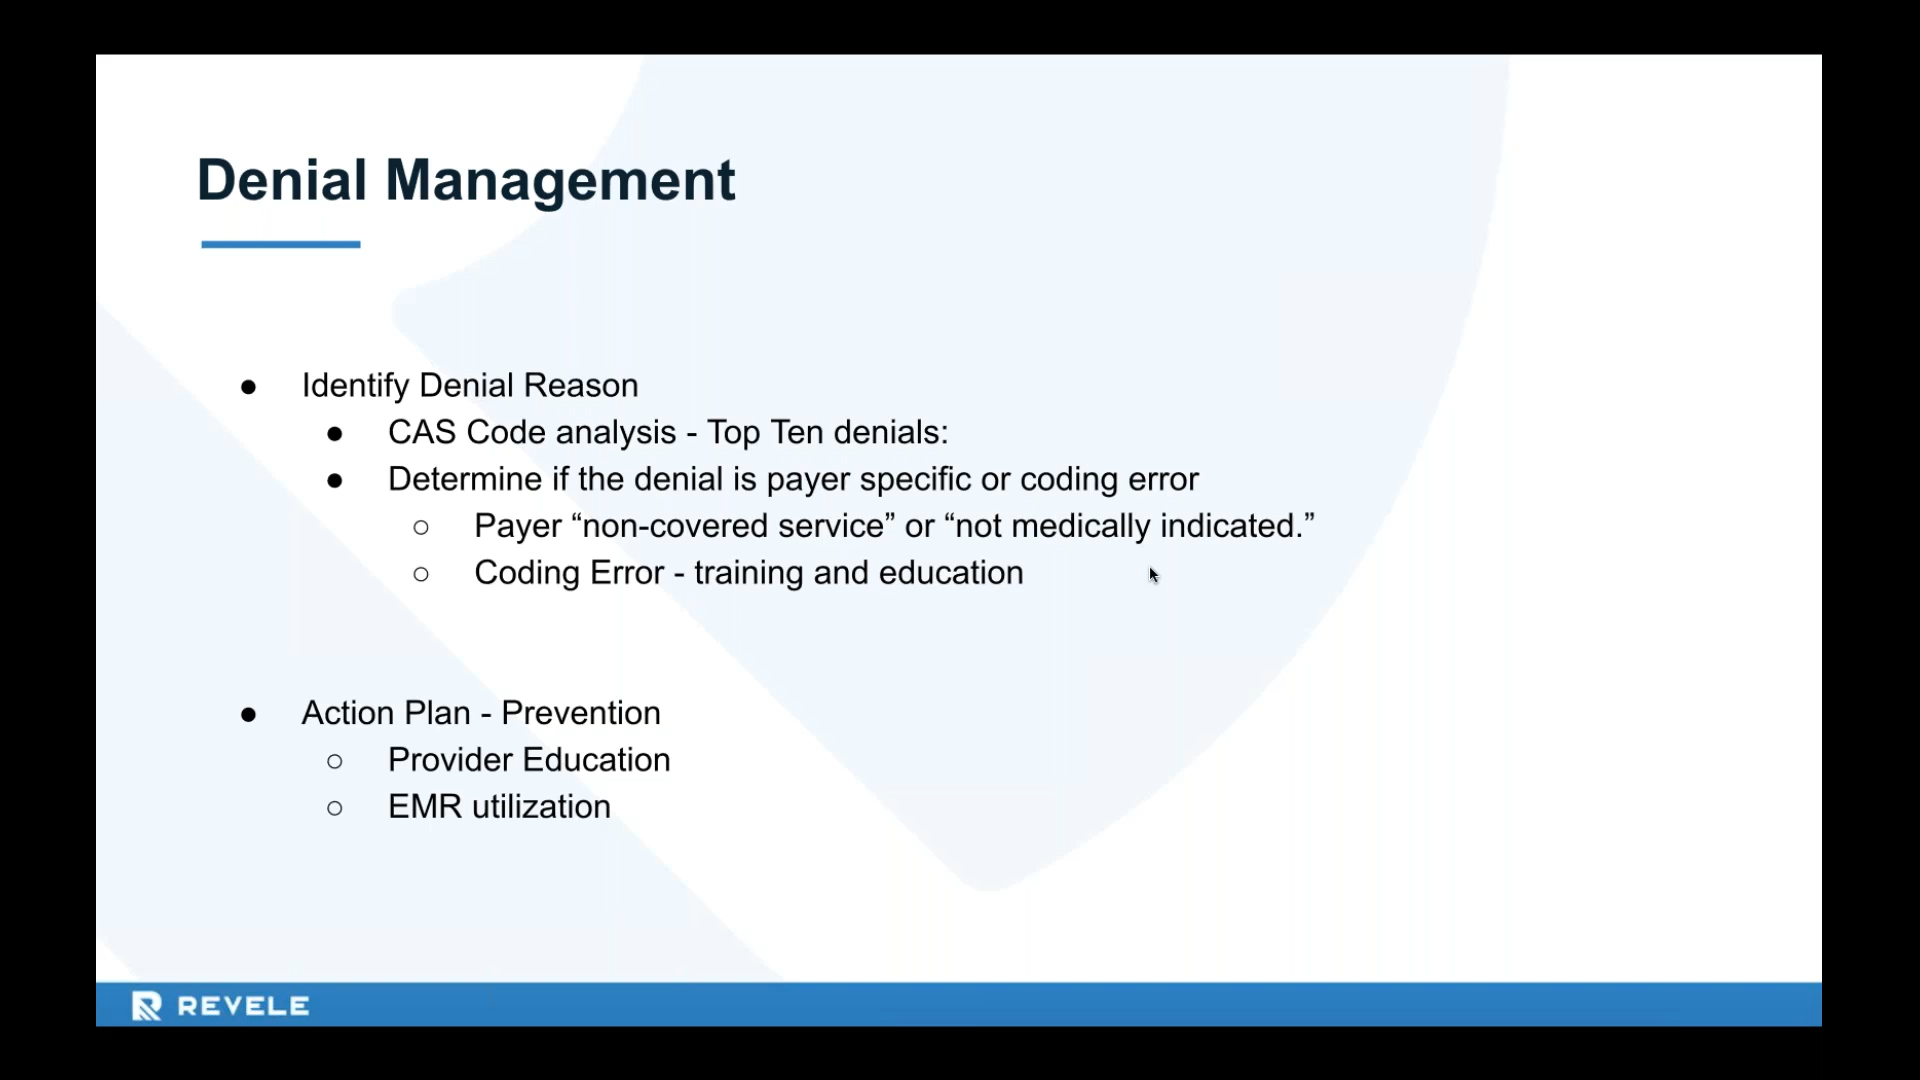 Denial Management
● Identify Denial Reason
● CAS Code analysis - Top Ten denials:
● Determine if the denial is payer specific or coding error
○ Payer “non-covered service” or “not medically indicated.”
○ Coding Error - training and education
● Action Plan - Prevention
○ Provider Education
○ EMR utilization
REVELE